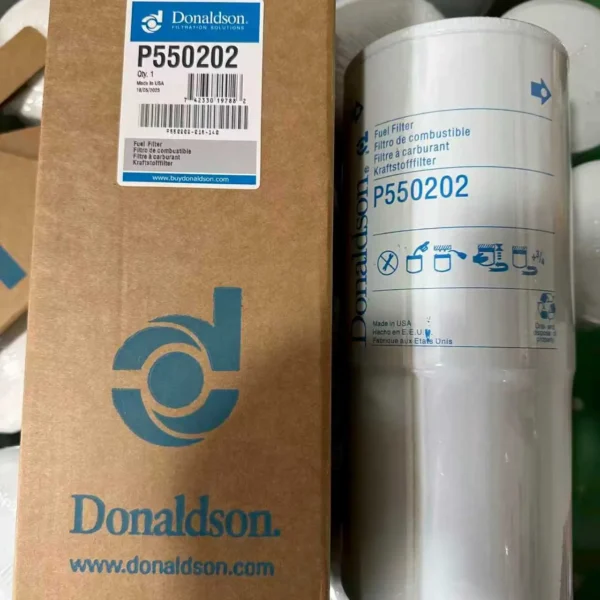 Donaldson.
FILTRATION SOLUTIONS
P550202
Qty. 1
Made in USA
Fuel Filter
Filtro de combustible
Filtre à carburant
Kraftstofffilter
www.buydonaldson.com
Donaldson.
www.donaldson.com
Donaldson.
Fuel Filter
Filtro de combustible
Filtre à carburant
Kraftstofffilter
P550202
+3/4
Made in USA
Hecho en E.E.U.
Fabriqué aux Etats Unis